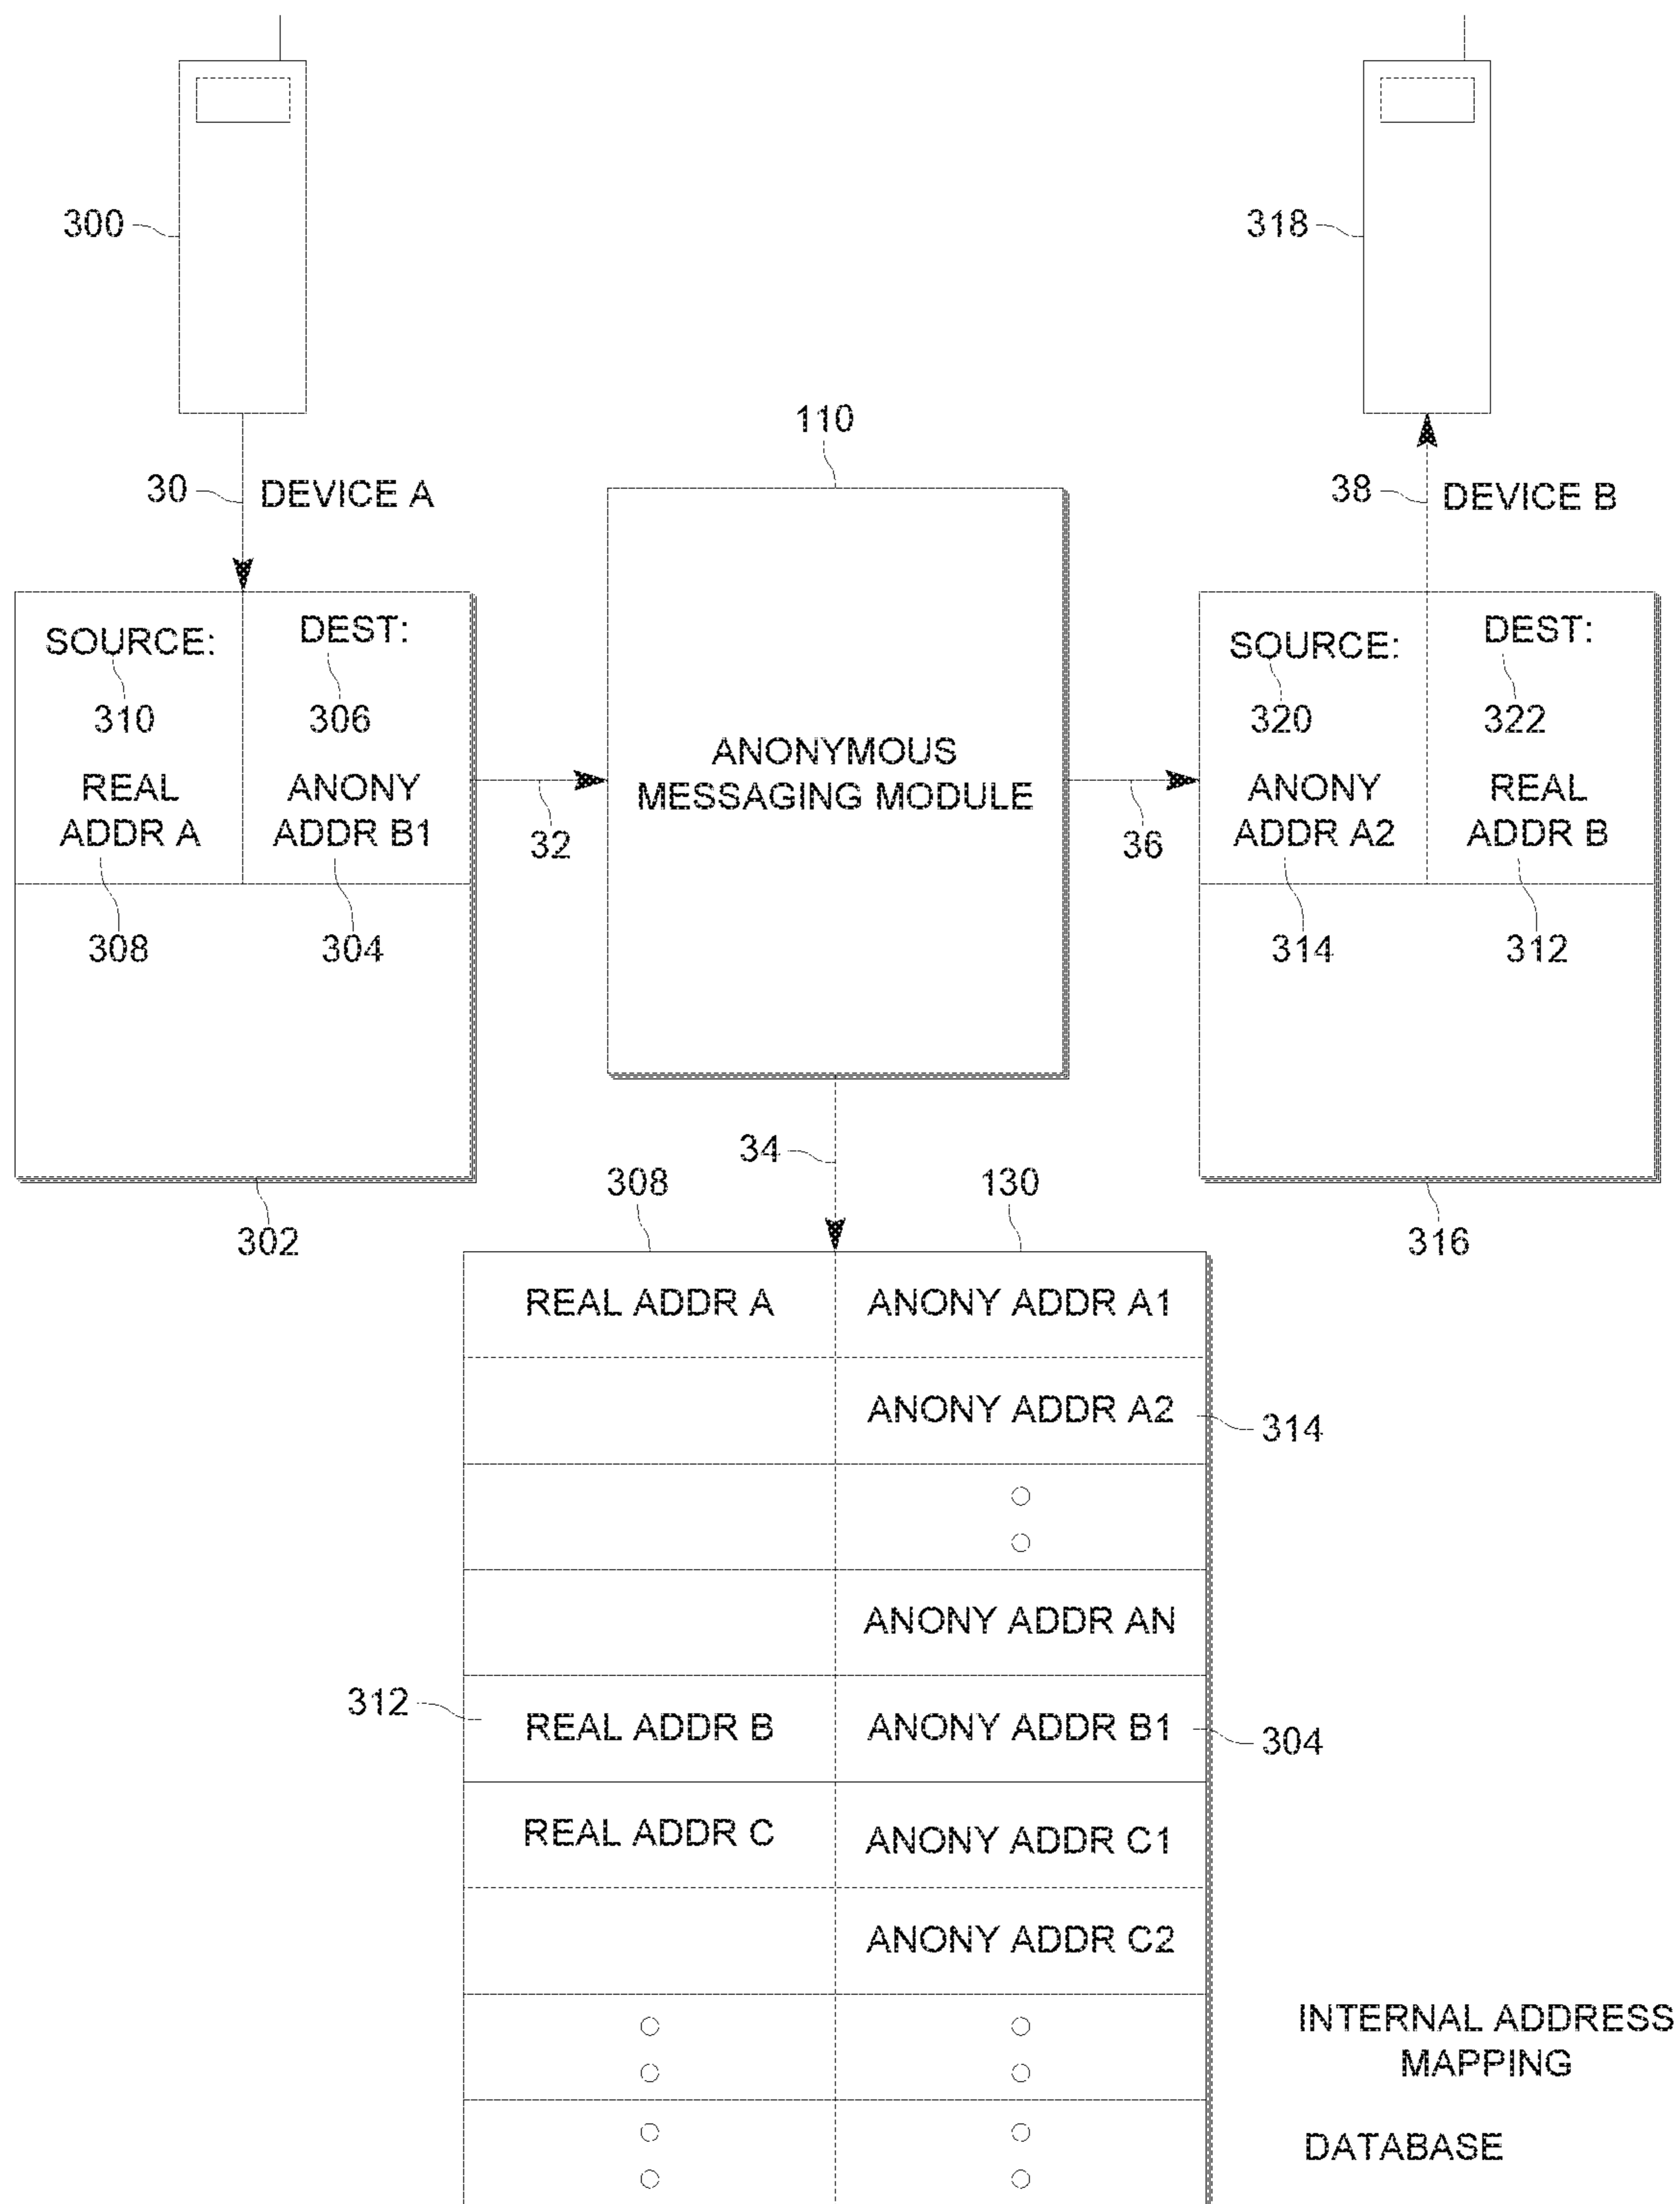 300
318
110
30
DEVICE A
38
DEVICE B
SOURCE:
DEST:
310
306
REAL
ADDR A
ANONY
ADDR B1
308
304
302
32
ANONYMOUS
MESSAGING MODULE
36
SOURCE:
DEST:
320
322
ANONY
ADDR A2
REAL
ADDR B
314
312
316
34
308
130
REAL ADDR A
ANONY ADDR A1
ANONY ADDR A2
314
ANONY ADDR AN
312
REAL ADDR B
ANONY ADDR B1
304
REAL ADDR C
ANONY ADDR C1
ANONY ADDR C2
INTERNAL ADDRESS
MAPPING
DATABASE